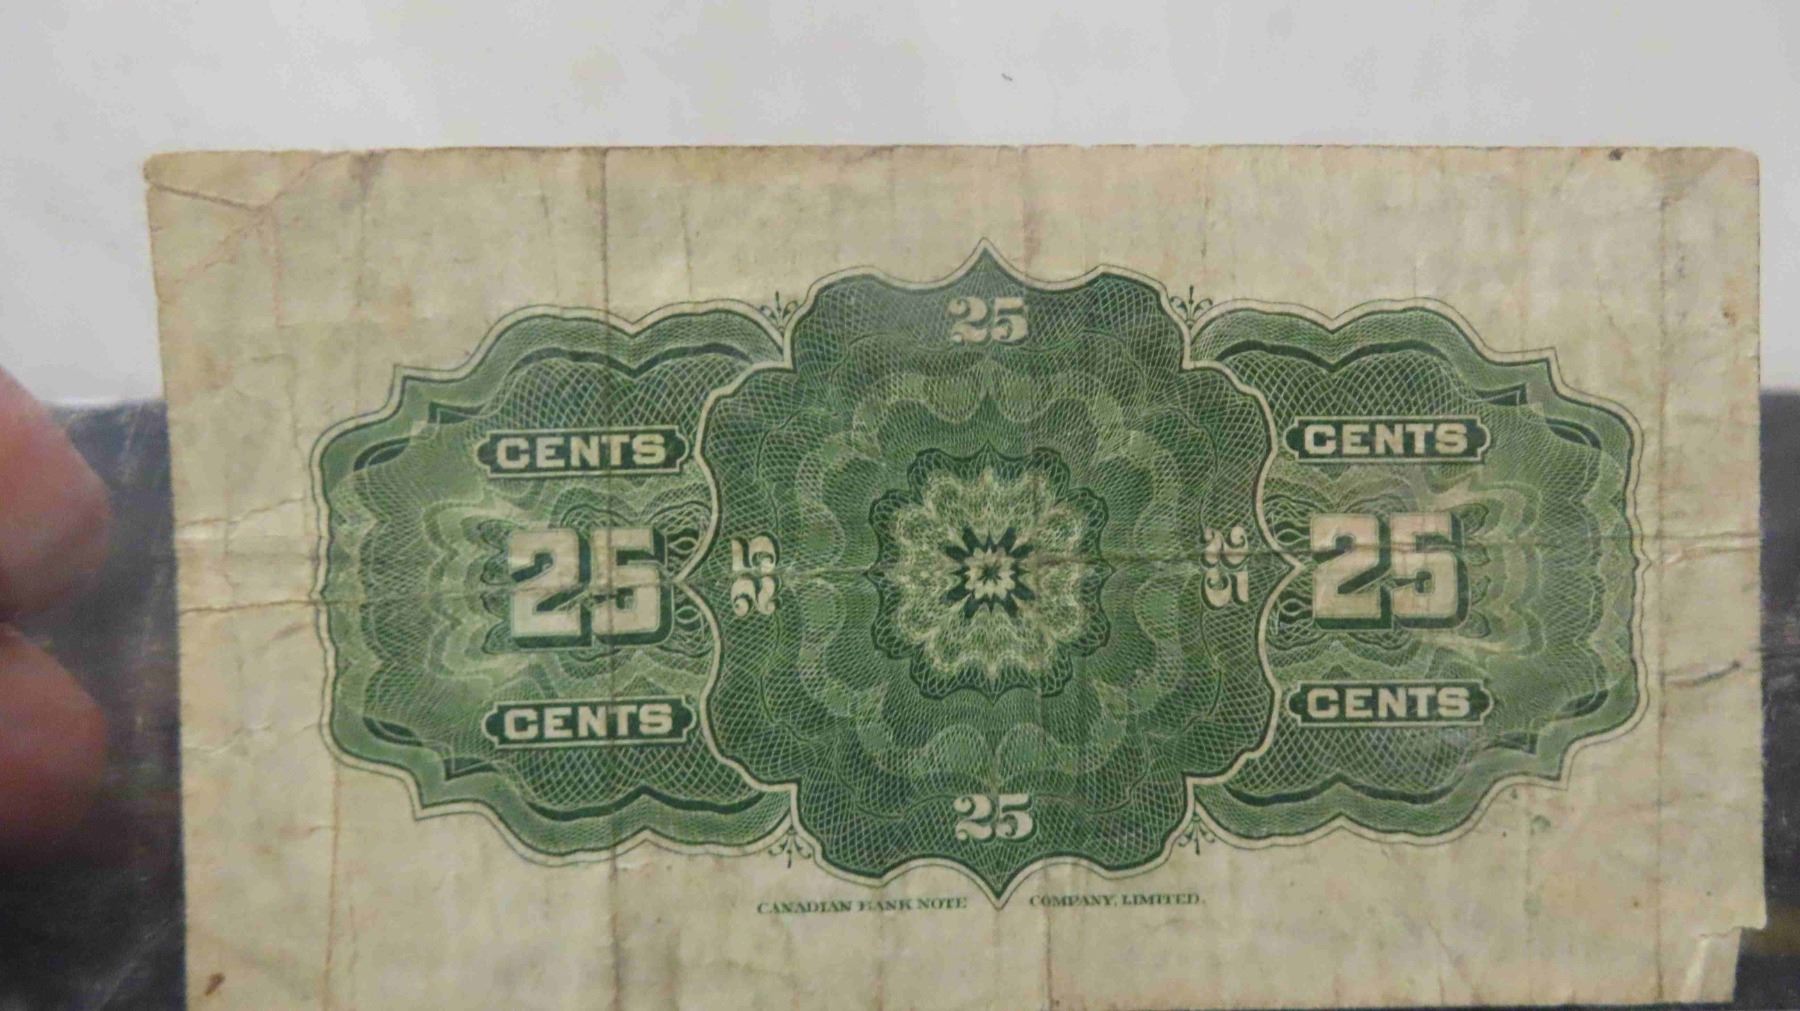 25
CENTS CENTS
25 25 25 25
CENTS CENTS
25
CANADIAN BANK NOTE COMPANY, LIMITED.